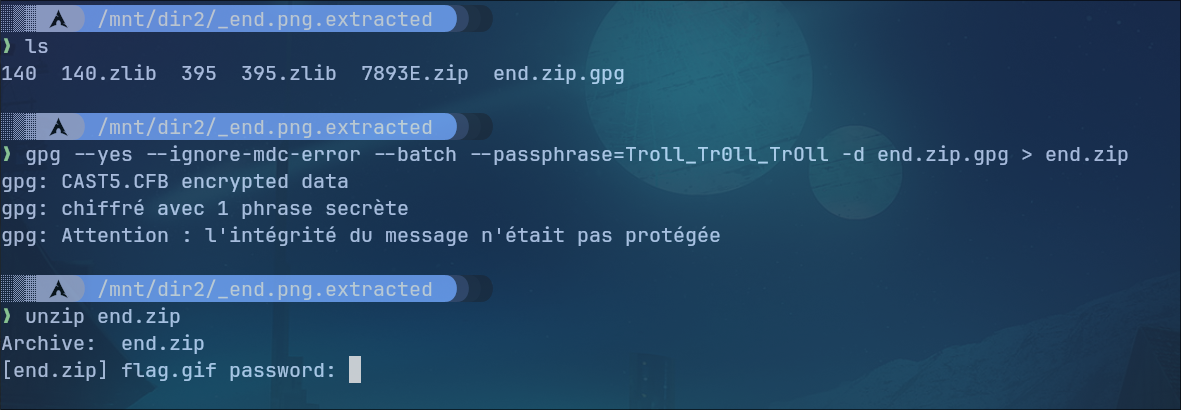 /mnt/dir2/_end.png.extracted
❯ ls
140  140.zlib  395  395.zlib  7893E.zip  end.zip.gpg
/mnt/dir2/_end.png.extracted
❯ gpg --yes --ignore-mdc-error --batch --passphrase=Troll_Tr0ll_TrOll -d end.zip.gpg > end.zip
gpg: CAST5.CFB encrypted data
gpg: chiffré avec 1 phrase secrète
gpg: Attention : l'intégrité du message n'était pas protégée
/mnt/dir2/_end.png.extracted
❯ unzip end.zip
Archive:  end.zip
[end.zip] flag.gif password: